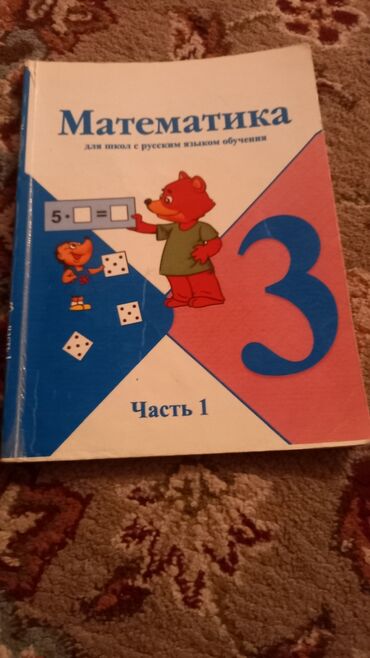 Математика
для школ с русским языком обучения
5 · □ = □
3
Часть 1